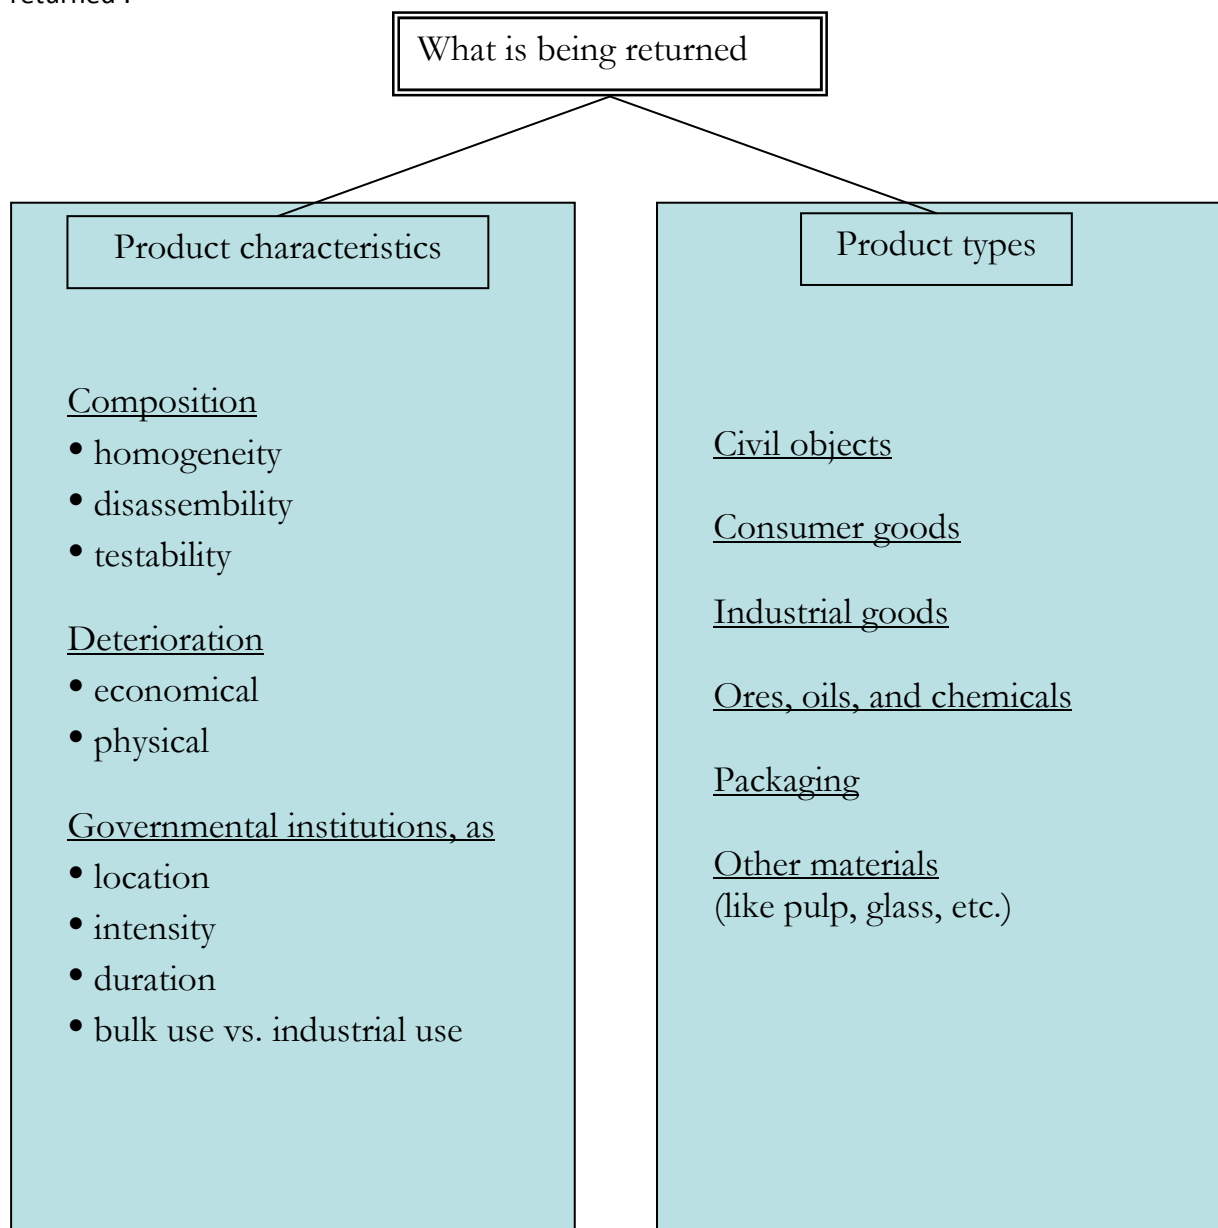 returned .
What is being returned
Product characteristics
Composition
• homogeneity
• disassembility
• testability
Deterioration
• economical
• physical
Governmental institutions, as
• location
• intensity
• duration
• bulk use vs. industrial use
Product types
Civil objects
Consumer goods
Industrial goods
Ores, oils, and chemicals
Packaging
Other materials
(like pulp, glass, etc.)